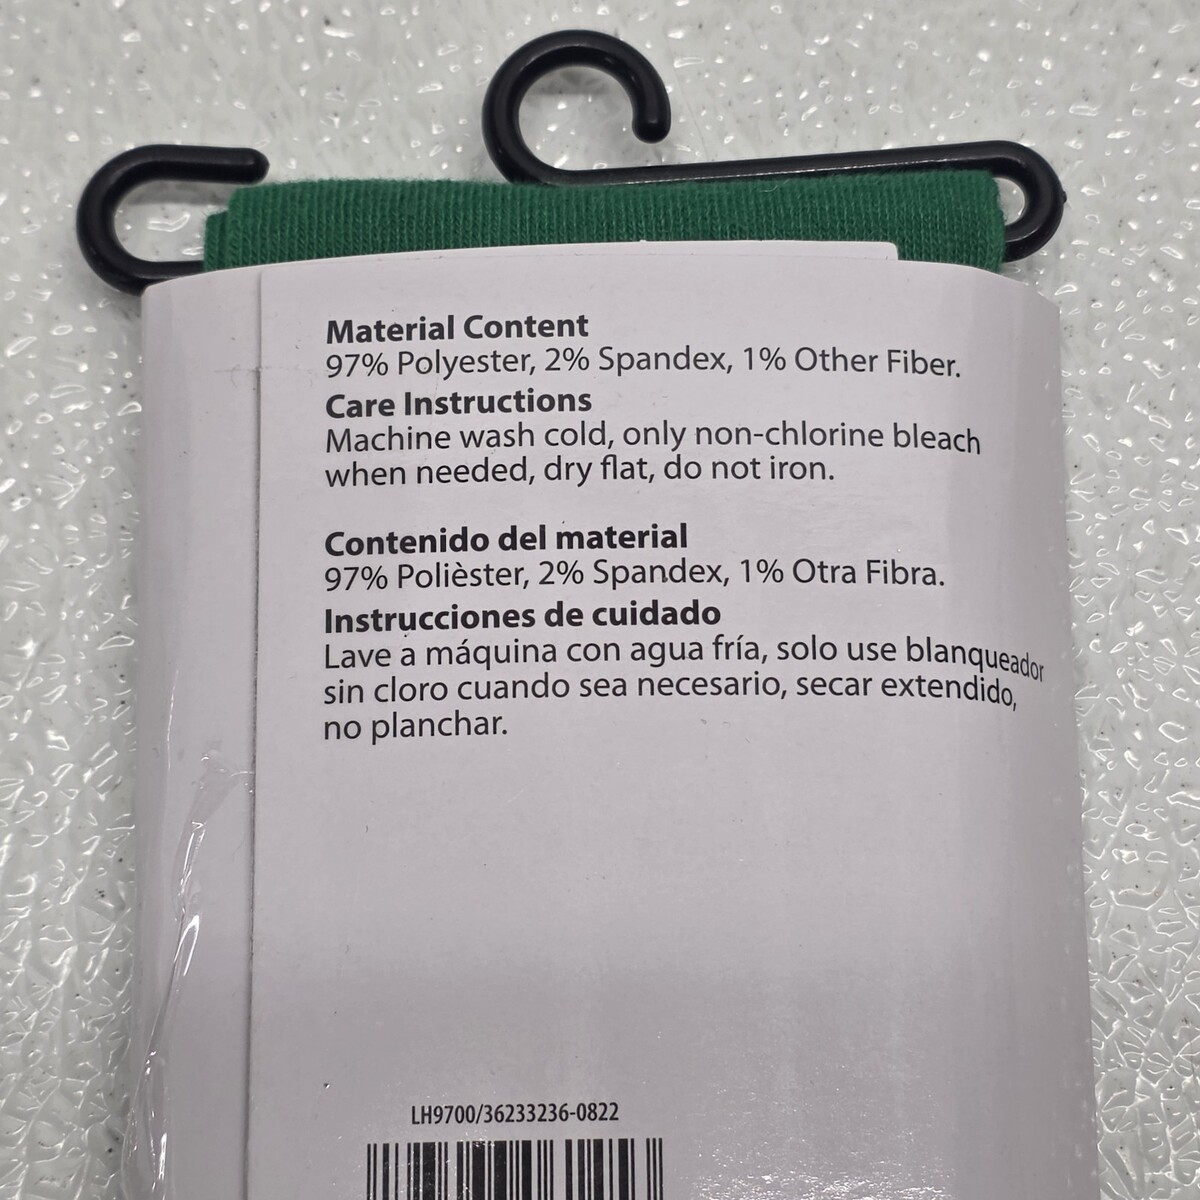 Material Content
97% Polyester, 2% Spandex, 1% Other Fiber.
Care Instructions
Machine wash cold, only non-chlorine bleach
when needed, dry flat, do not iron.
Contenido del material
97% Polièster, 2% Spandex, 1% Otra Fibra.
Instrucciones de cuidado
Lave a máquina con agua fría, solo use blanqueador
sin cloro cuando sea necesario, secar extendido,
no planchar.
LH9700/36233236-0822